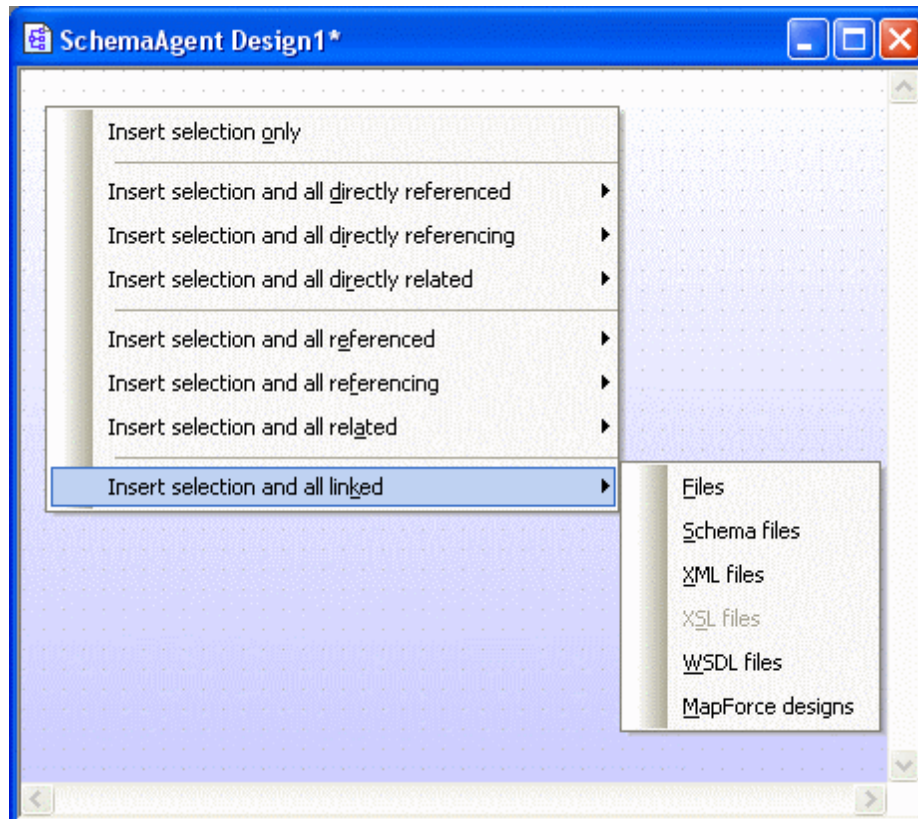 SchemaAgent Design1*
Insert selection only
Insert selection and all directly referenced
Insert selection and all directly referencing
Insert selection and all directly related
Insert selection and all referenced
Insert selection and all referencing
Insert selection and all related
Insert selection and all linked
Files
Schema files
XML files
XSL files
WSDL files
MapForce designs